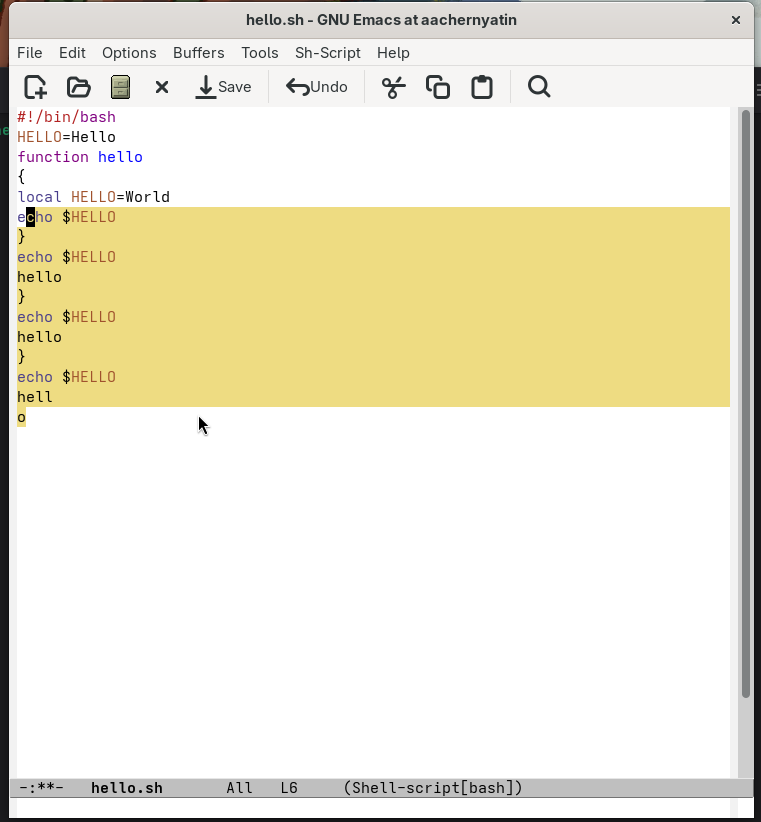 hello.sh - GNU Emacs at aachernyatin
File Edit Options Buffers Tools Sh-Script Help
Save Undo
#!/bin/bash
HELLO=Hello
function hello
{
local HELLO=World
echo $HELLO
}
echo $HELLO
hello
}
echo $HELLO
hello
}
echo $HELLO
hell
o
-:**- hello.sh All L6 (Shell-script[bash])